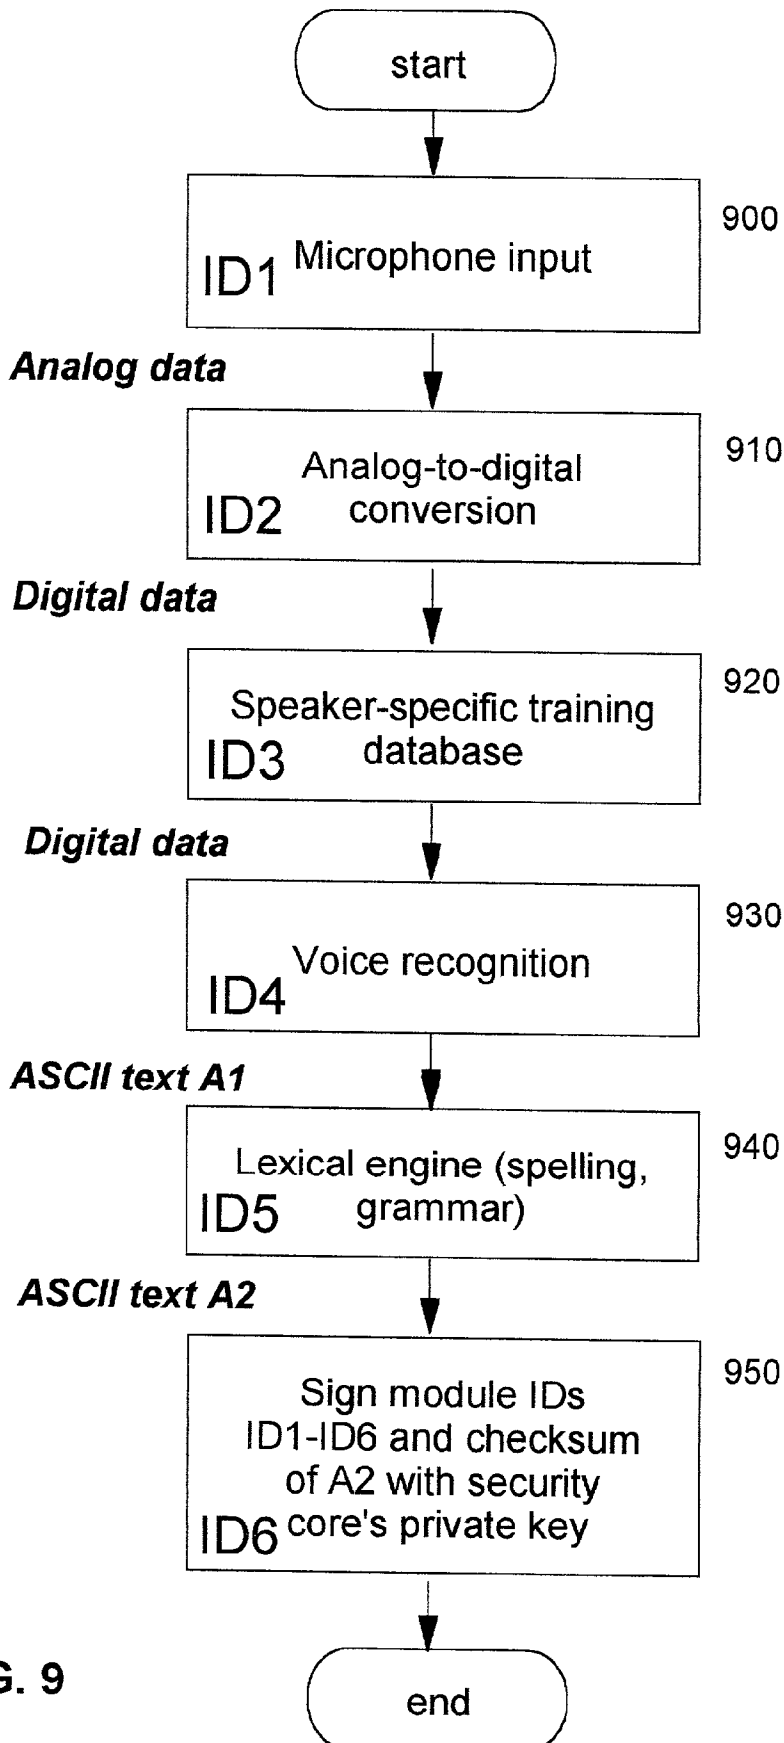 start
900
Microphone input
ID1
Analog data
910
Analog-to-digital
conversion
ID2
Digital data
920
Speaker-specific training
database
ID3
Digital data
930
Voice recognition
ID4
ASCII text A1
940
Lexical engine (spelling,
grammar)
ID5
ASCII text A2
950
Sign module IDs
ID1-ID6 and checksum
of A2 with security
core's private key
ID6
G. 9
end